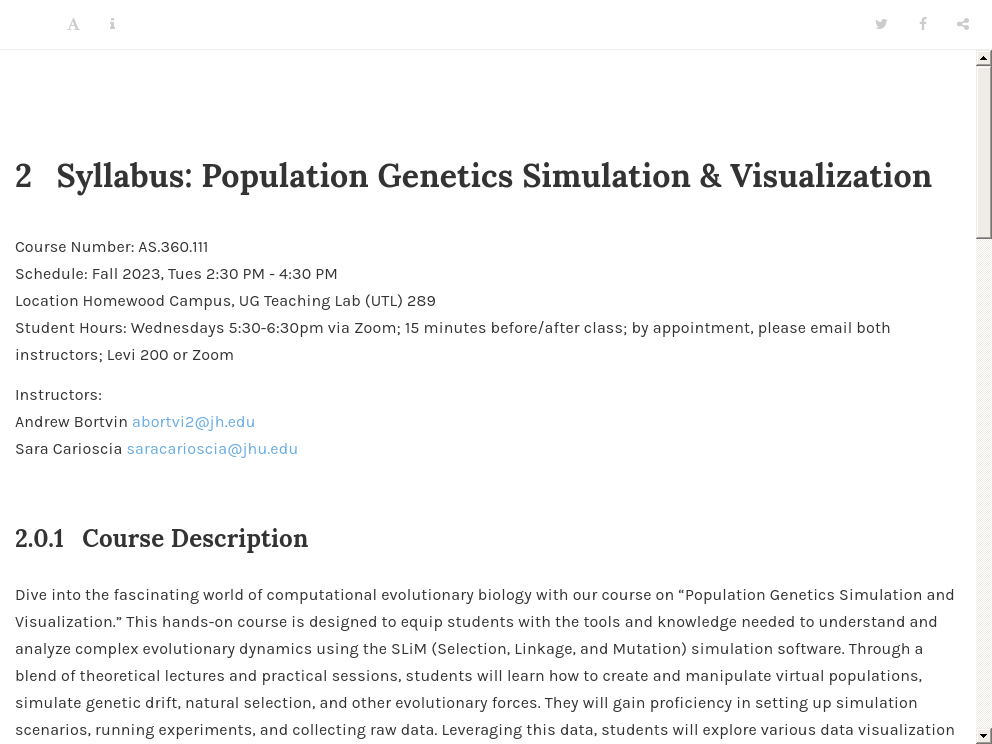 2 Syllabus: Population Genetics Simulation & Visualization
Course Number: AS.360.111
Schedule: Fall 2023, Tues 2:30 PM - 4:30 PM
Location Homewood Campus, UG Teaching Lab (UTL) 289
Student Hours: Wednesdays 5:30-6:30pm via Zoom; 15 minutes before/after class; by appointment, please email both
instructors; Levi 200 or Zoom
Instructors:
Andrew Bortvin abortvi2@jh.edu
Sara Carioscia saracarioscia@jhu.edu
2.0.1 Course Description
Dive into the fascinating world of computational evolutionary biology with our course on “Population Genetics Simulation and
Visualization.” This hands-on course is designed to equip students with the tools and knowledge needed to understand and
analyze complex evolutionary dynamics using the SLiM (Selection, Linkage, and Mutation) simulation software. Through a
blend of theoretical lectures and practical sessions, students will learn how to create and manipulate virtual populations,
simulate genetic drift, natural selection, and other evolutionary forces. They will gain proficiency in setting up simulation
scenarios, running experiments, and collecting raw data. Leveraging this data, students will explore various data visualization